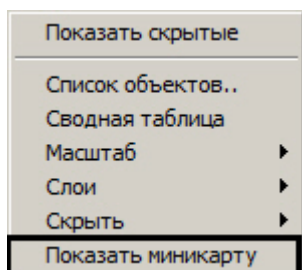 Показать скрытые
Список объектов..
Сводная таблица
Масштаб
Слои
Скрыть
Показать миникарту